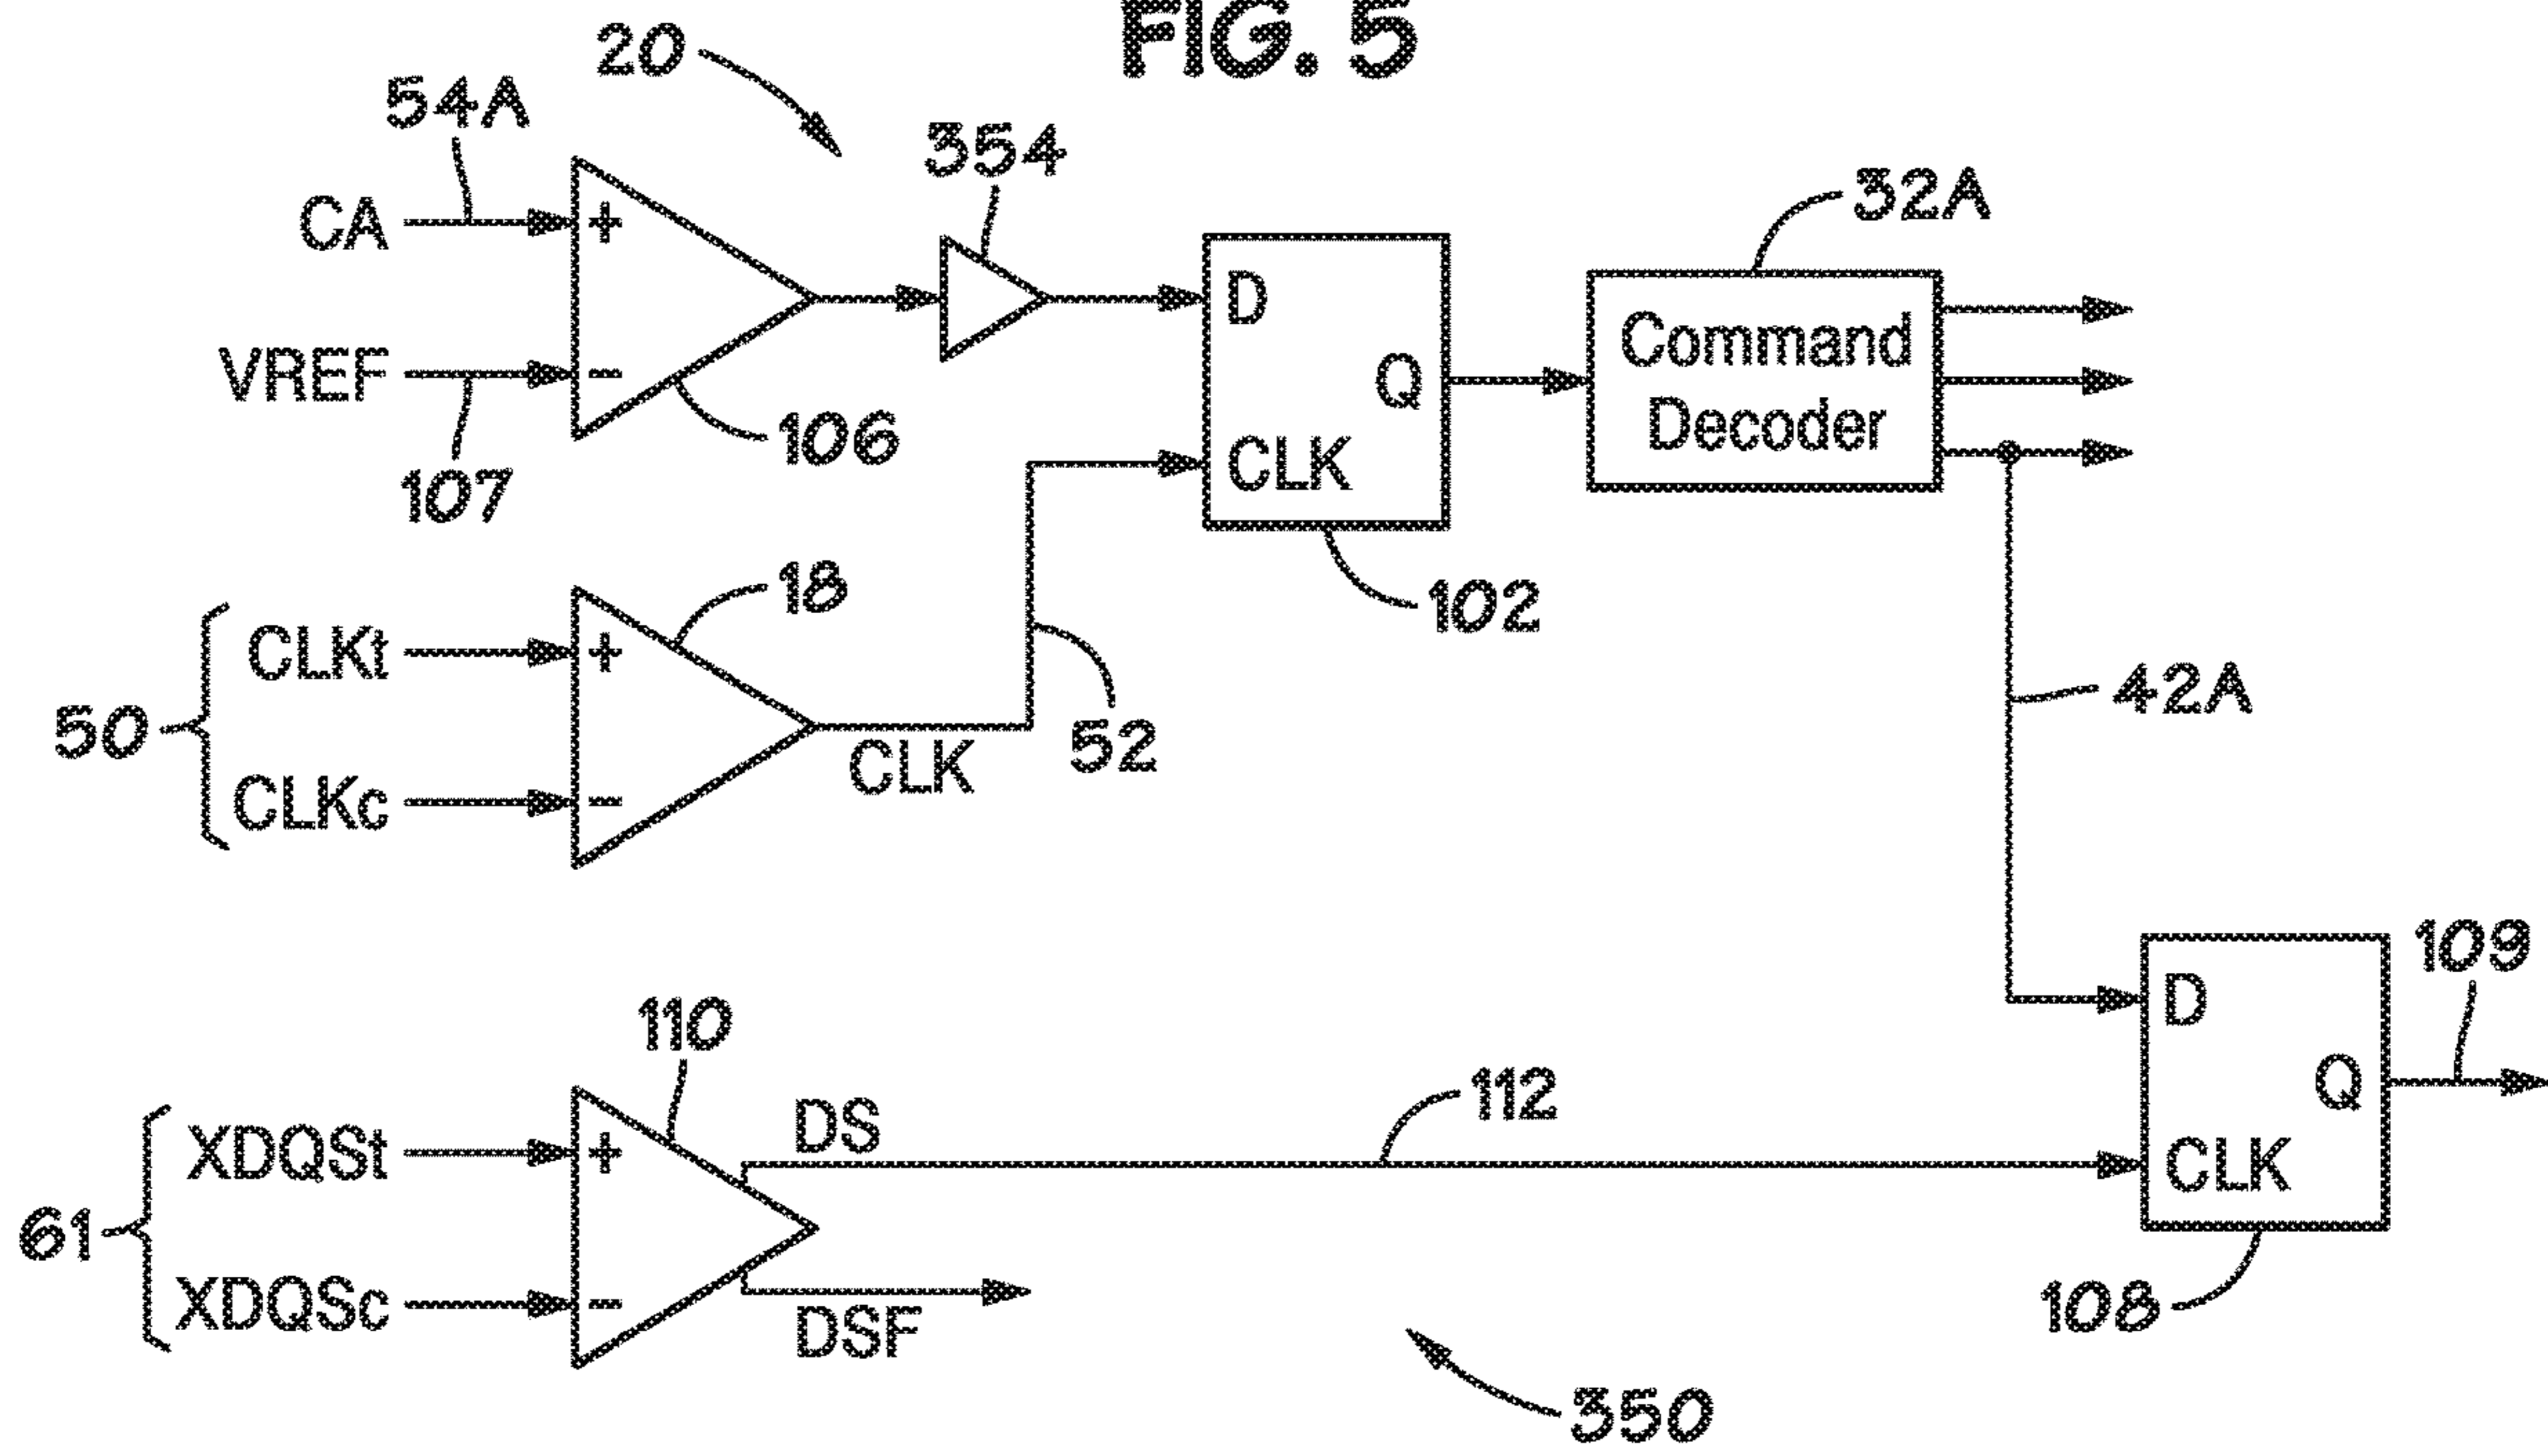 FIG. 5
20
54A
354
32A
CA
+
D
Command
Decoder
Q
VREF
-
106
CLK
107
18
102
CLKt
+
42A
50
52
CLK
CLKc
-
109
110
D
DS
112
XDQSt
+
Q
CLK
61
XDQSc
-
DSF
108
350